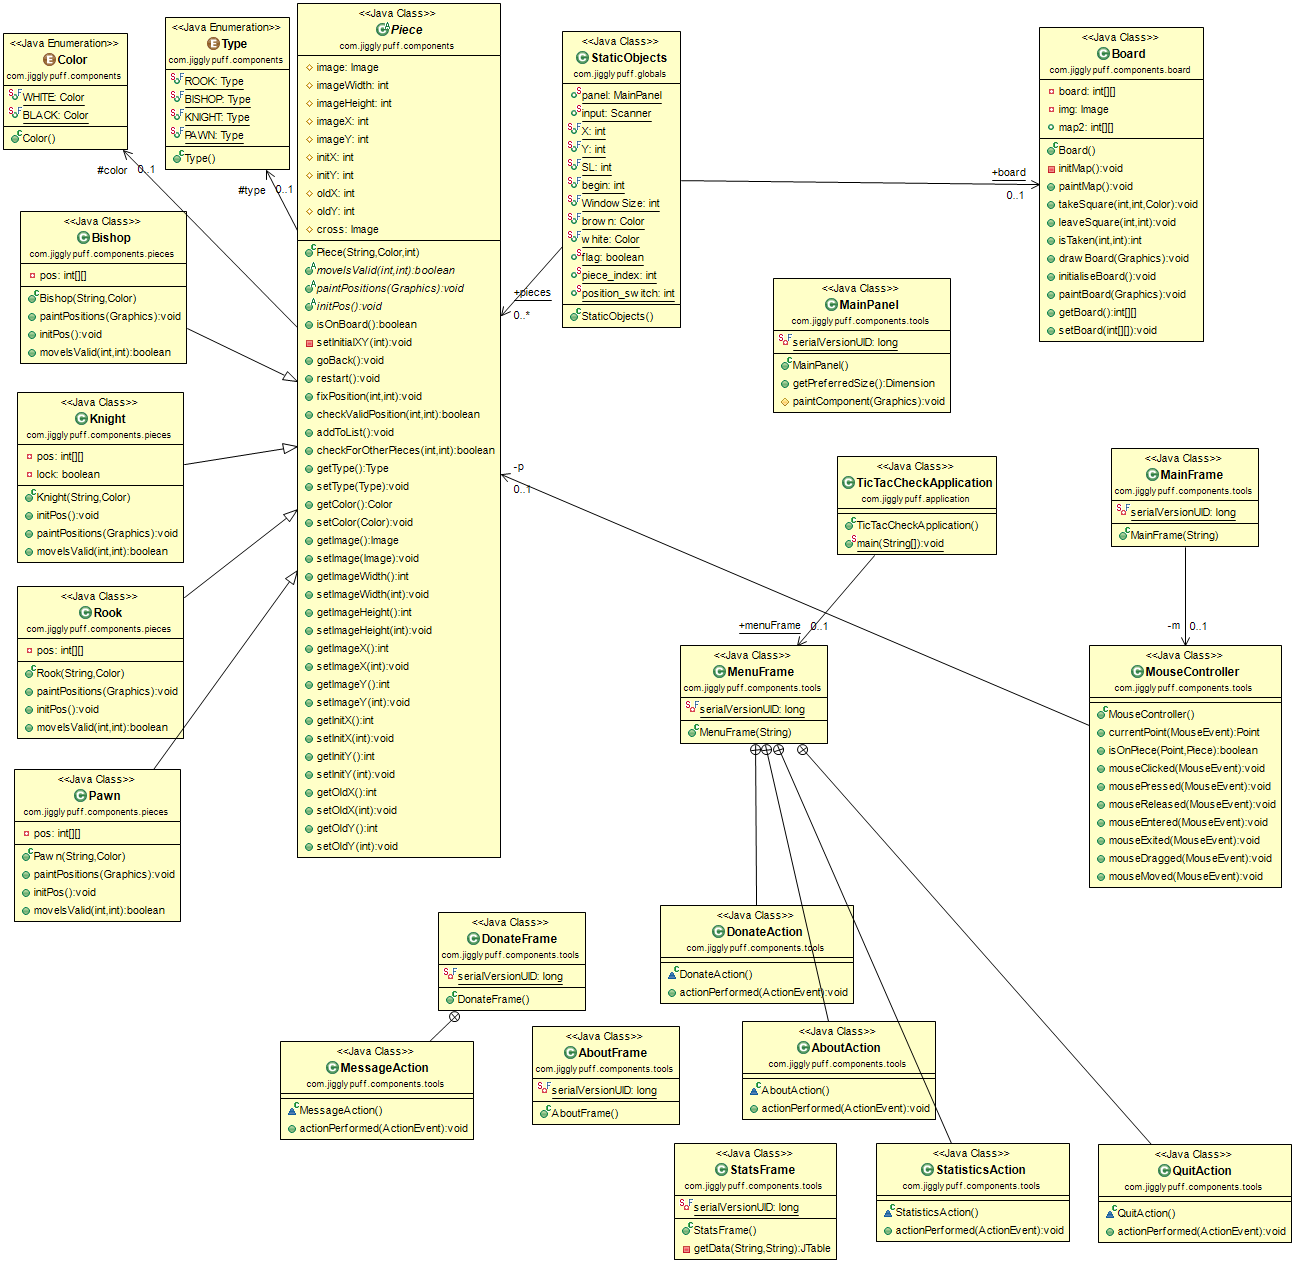 <<Java Enumeration>>
Color
com.jigglypuff.components
WHITE: Color
BLACK: Color
Color()
<<Java Enumeration>>
Type
com.jigglypuff.components
ROOK: Type
BISHOP: Type
KNIGHT: Type
PAWN: Type
Type()
#color 0..1
#type 0..1
<<Java Class>>
Piece
com.jigglypuff.components
image: Image
imageWidth: int
imageHeight: int
imageX: int
imageY: int
initX: int
initY: int
oldX: int
oldY: int
cross: Image
Piece(String,Color,int)
moveIsValid(int,int):boolean
paintPositions(Graphics):void
initPos():void
isOnBoard():boolean
setInitialXY(int):void
goBack():void
restart():void
fixPosition(int,int):void
checkValidPosition(int,int):boolean
addToList():void
checkForOtherPieces(int,int):boolean
getType():Type
setType(Type):void
getColor():Color
setColor(Color):void
getImage():Image
setImage(Image):void
getImageWidth():int
setImageWidth(int):void
getImageHeight():int
setImageHeight(int):void
getImageX():int
setImageX(int):void
getImageY():int
setImageY(int):void
getInitX():int
setInitX(int):void
getInitY():int
setInitY(int):void
getOldX():int
setOldX(int):void
getOldY():int
setOldY(int):void
<<Java Class>>
StaticObjects
com.jigglypuff.globals
panel: MainPanel
input: Scanner
X: int
Y: int
SL: int
begin: int
WindowSize: int
brown: Color
white: Color
flag: boolean
piece_index: int
position_switch: int
StaticObjects()
+pieces
0..*
+board
0..1
<<Java Class>>
Board
com.jigglypuff.components.board
board: int[][]
img: Image
map2: int[][]
Board()
initMap():void
paintMap():void
takeSquare(int,int,Color):void
leaveSquare(int,int):void
isTaken(int,int):int
drawBoard(Graphics):void
initialiseBoard():void
paintBoard(Graphics):void
getBoard():int[][]
setBoard(int[][]):void
<<Java Class>>
Bishop
com.jigglypuff.components.pieces
pos: int[][]
Bishop(String,Color)
paintPositions(Graphics):void
initPos():void
moveIsValid(int,int):boolean
<<Java Class>>
MainPanel
com.jigglypuff.components.tools
serialVersionUID: long
MainPanel()
getPreferredSize():Dimension
paintComponent(Graphics):void
<<Java Class>>
Knight
com.jigglypuff.components.pieces
pos: int[][]
lock: boolean
Knight(String,Color)
initPos():void
paintPositions(Graphics):void
moveIsValid(int,int):boolean
-p
0..1
<<Java Class>>
TicTacCheckApplication
com.jigglypuff.application
TicTacCheckApplication()
main(String[]):void
<<Java Class>>
MainFrame
com.jigglypuff.components.tools
serialVersionUID: long
MainFrame(String)
<<Java Class>>
Rook
com.jigglypuff.components.pieces
pos: int[][]
Rook(String,Color)
paintPositions(Graphics):void
initPos():void
moveIsValid(int,int):boolean
+menuFrame 0..1
-m 0..1
<<Java Class>>
MenuFrame
com.jigglypuff.components.tools
serialVersionUID: long
MenuFrame(String)
<<Java Class>>
MouseController
com.jigglypuff.components.tools
MouseController()
currentPoint(MouseEvent):Point
isOnPiece(Point,Piece):boolean
mouseClicked(MouseEvent):void
mousePressed(MouseEvent):void
mouseReleased(MouseEvent):void
mouseEntered(MouseEvent):void
mouseExited(MouseEvent):void
mouseDragged(MouseEvent):void
mouseMoved(MouseEvent):void
<<Java Class>>
Pawn
com.jigglypuff.components.pieces
pos: int[][]
Pawn(String,Color)
paintPositions(Graphics):void
initPos():void
moveIsValid(int,int):boolean
<<Java Class>>
DonateFrame
com.jigglypuff.components.tools
serialVersionUID: long
DonateFrame()
<<Java Class>>
DonateAction
com.jigglypuff.components.tools
DonateAction()
actionPerformed(ActionEvent):void
<<Java Class>>
MessageAction
com.jigglypuff.components.tools
MessageAction()
actionPerformed(ActionEvent):void
<<Java Class>>
AboutFrame
com.jigglypuff.components.tools
serialVersionUID: long
AboutFrame()
<<Java Class>>
AboutAction
com.jigglypuff.components.tools
AboutAction()
actionPerformed(ActionEvent):void
<<Java Class>>
StatsFrame
com.jigglypuff.components.tools
serialVersionUID: long
StatsFrame()
getData(String,String):JTable
<<Java Class>>
StatisticsAction
com.jigglypuff.components.tools
StatisticsAction()
actionPerformed(ActionEvent):void
<<Java Class>>
QuitAction
com.jigglypuff.components.tools
QuitAction()
actionPerformed(ActionEvent):void